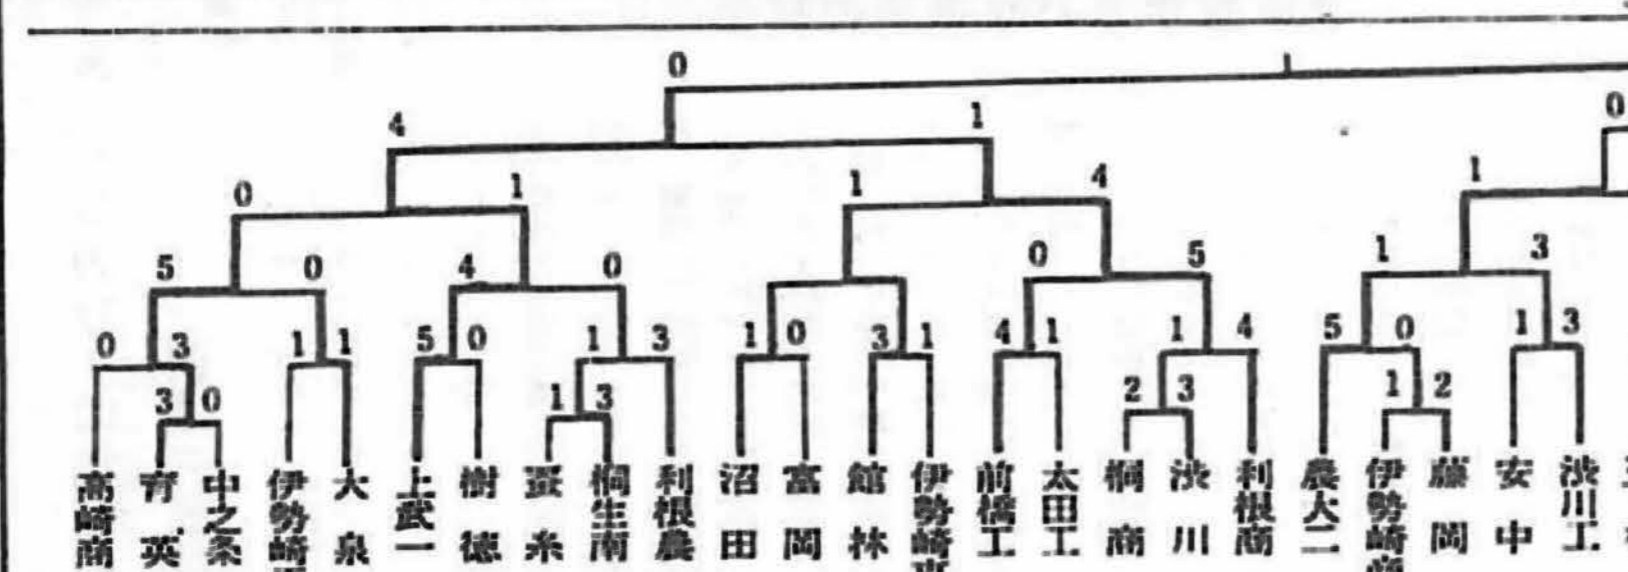 0
4 1 0
0 1 1 4 1
5 0 4 0 0 5 1 3
0 3 1 1 5 0 1 3 1 0 3 1 4 1 1 4 5 0 1 3
3 0 1 3 2 3 1 2
高崎商
育英
中之条
伊勢崎
大泉
上武一
樹徳
蚕糸
桐生南
利根農
沼田
富岡
館林
伊勢崎東
前橋工
太田工
桐商
渋川
利根商
農大二
伊勢崎商
藤岡
安中
渋川工